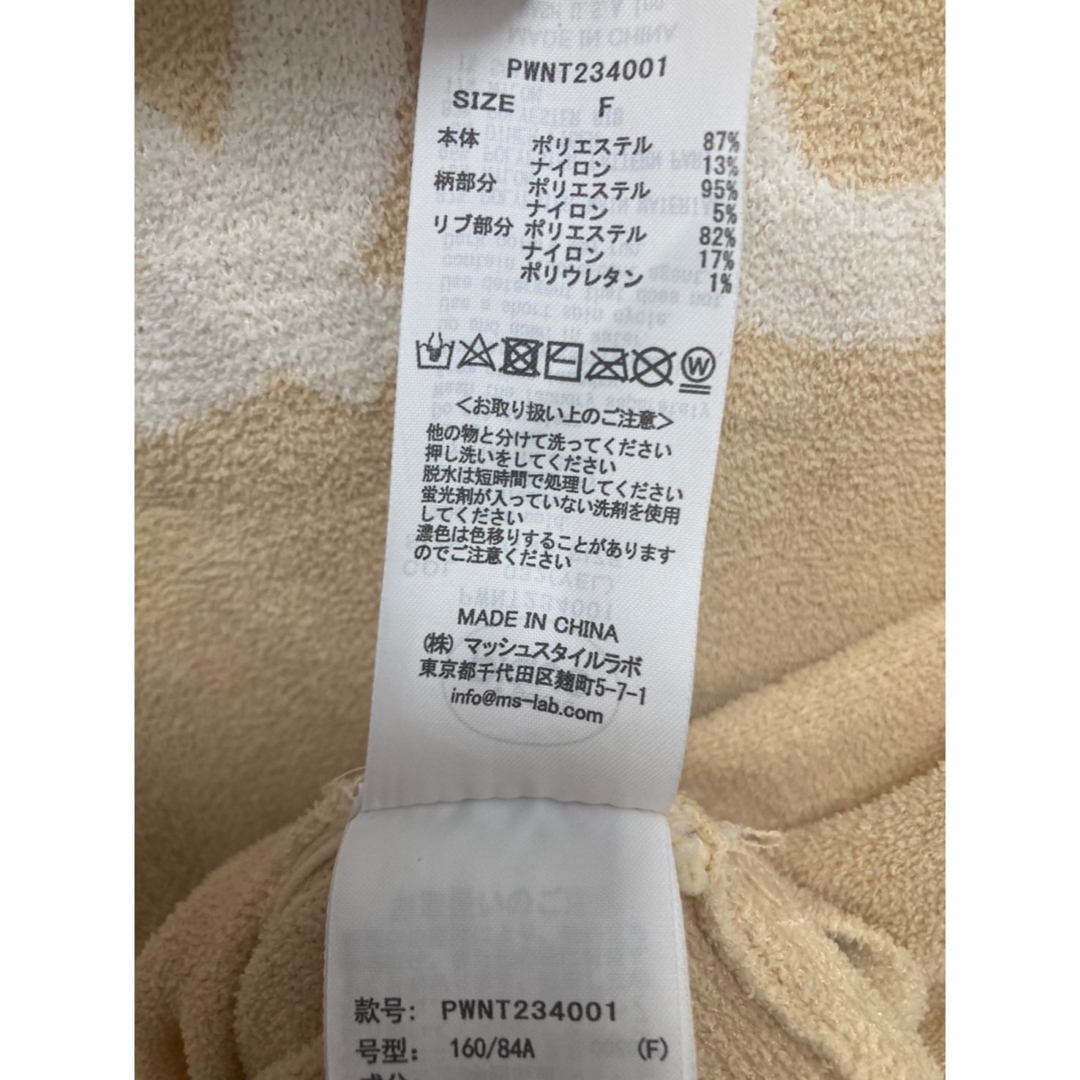 MADE IN CHINA
PWNT234001
SIZE F
本体 ポリエステル 87%
ナイロン 13%
柄部分 ポリエステル 95%
ナイロン 5%
リブ部分 ポリエステル 82%
ナイロン 17%
ポリウレタン 1%
W
<お取り扱い上のご注意>
他の物と分けて洗ってください
押し洗いをしてください
脱水は短時間で処理してください
蛍光剤が入っていない洗剤を使用
してください
濃色は色移りすることがあります
のでご注意ください
MADE IN CHINA
(株) マッシュスタイルラボ
東京都千代田区麹町5-7-1
info@ms-lab.com
款号: PWNT234001
号型: 160/84A (F)